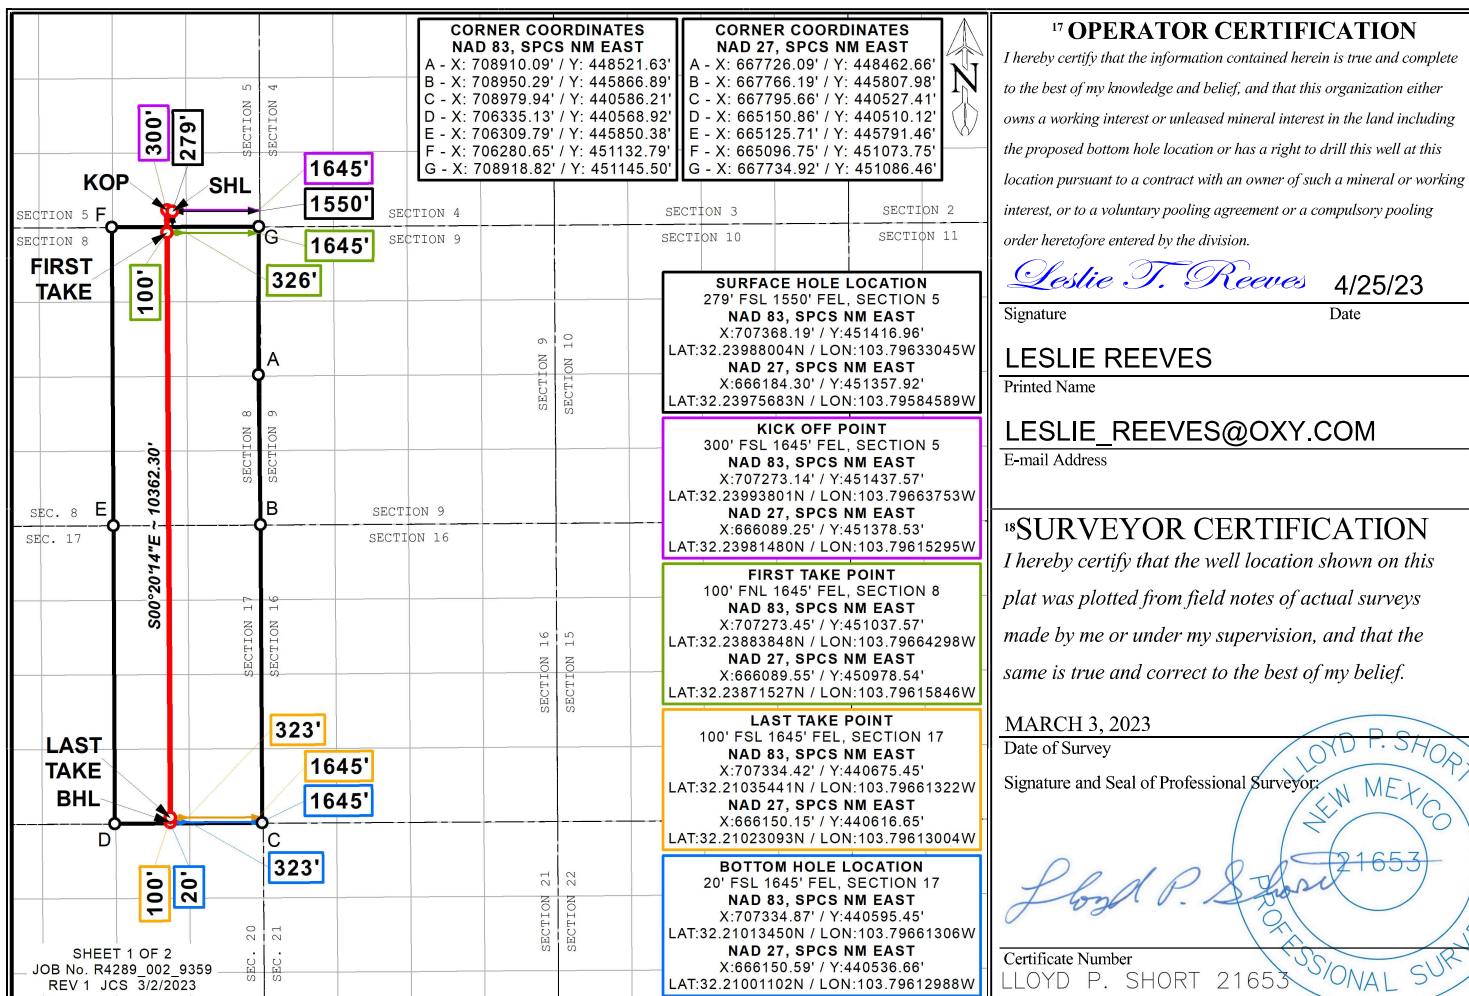 CORNER COORDINATES
NAD 83, SPCS NM EAST
A - X: 708910.09' / Y: 448521.63'
B - X: 708950.29' / Y: 445866.89'
C - X: 708979.94' / Y: 440586.21'
D - X: 706335.13' / Y: 440568.92'
E - X: 706309.79' / Y: 445850.38'
F - X: 706280.65' / Y: 451132.79'
G - X: 708918.82' / Y: 451145.50'
CORNER COORDINATES
NAD 27, SPCS NM EAST
A - X: 667726.09' / Y: 448462.66'
B - X: 667766.19' / Y: 445807.98'
C - X: 667795.66' / Y: 440527.41'
D - X: 665150.86' / Y: 440510.12'
E - X: 665125.71' / Y: 445791.46'
F - X: 665096.75' / Y: 451073.75'
G - X: 667734.92' / Y: 451086.46'
N
SECTION 5
SECTION 4
300'
279'
KOP
SHL
1645'
1550'
SECTION 5
F
SECTION 4
SECTION 3
SECTION 2
SECTION 8
G
SECTION 9
SECTION 10
SECTION 11
1645'
FIRST
TAKE
100'
326'
A
SECTION 8
SECTION 9
SECTION 9
SECTION 10
S00°20'14"E ~ 10362.30'
SEC. 8
E
B
SECTION 9
SEC. 17
SECTION 16
SECTION 17
SECTION 16
SECTION 16
SECTION 15
323'
LAST
TAKE
1645'
BHL
1645'
D
C
323'
100'
20'
SEC. 20
SEC. 21
SECTION 21
SECTION 22
SHEET 1 OF 2
JOB No. R4289_002_9359
REV 1 JCS 3/2/2023
SURFACE HOLE LOCATION
279' FSL 1550' FEL, SECTION 5
NAD 83, SPCS NM EAST
X:707368.19' / Y:451416.96'
LAT:32.23988004N / LON:103.79633045W
NAD 27, SPCS NM EAST
X:666184.30' / Y:451357.92'
LAT:32.23975683N / LON:103.79584589W
KICK OFF POINT
300' FSL 1645' FEL, SECTION 5
NAD 83, SPCS NM EAST
X:707273.14' / Y:451437.57'
LAT:32.23993801N / LON:103.79663753W
NAD 27, SPCS NM EAST
X:666089.25' / Y:451378.53'
LAT:32.23981480N / LON:103.79615295W
FIRST TAKE POINT
100' FNL 1645' FEL, SECTION 8
NAD 83, SPCS NM EAST
X:707273.45' / Y:451037.57'
LAT:32.23883848N / LON:103.79664298W
NAD 27, SPCS NM EAST
X:666089.55' / Y:450978.54'
LAT:32.23871527N / LON:103.79615846W
LAST TAKE POINT
100' FSL 1645' FEL, SECTION 17
NAD 83, SPCS NM EAST
X:707334.42' / Y:440675.45'
LAT:32.21035441N / LON:103.79661322W
NAD 27, SPCS NM EAST
X:666150.15' / Y:440616.65'
LAT:32.21023093N / LON:103.79613004W
BOTTOM HOLE LOCATION
20' FSL 1645' FEL, SECTION 17
NAD 83, SPCS NM EAST
X:707334.87' / Y:440595.45'
LAT:32.21013450N / LON:103.79661306W
NAD 27, SPCS NM EAST
X:666150.59' / Y:440536.66'
LAT:32.21001102N / LON:103.79612988W
17 OPERATOR CERTIFICATION
I hereby certify that the information contained herein is true and complete
to the best of my knowledge and belief, and that this organization either
owns a working interest or unleased mineral interest in the land including
the proposed bottom hole location or has a right to drill this well at this
location pursuant to a contract with an owner of such a mineral or working
interest, or to a voluntary pooling agreement or a compulsory pooling
order heretofore entered by the division.
Leslie T. Reeves 4/25/23
Signature Date
LESLIE REEVES
Printed Name
LESLIE_REEVES@OXY.COM
E-mail Address
18 SURVEYOR CERTIFICATION
I hereby certify that the well location shown on this
plat was plotted from field notes of actual surveys
made by me or under my supervision, and that the
same is true and correct to the best of my belief.
MARCH 3, 2023
Date of Survey
Signature and Seal of Professional Surveyor:
LLOYD P. SHORT
NEW MEXICO
21653
PROFESSIONAL SURV
Lloyd P. Short
Certificate Number
LLOYD P. SHORT 21653